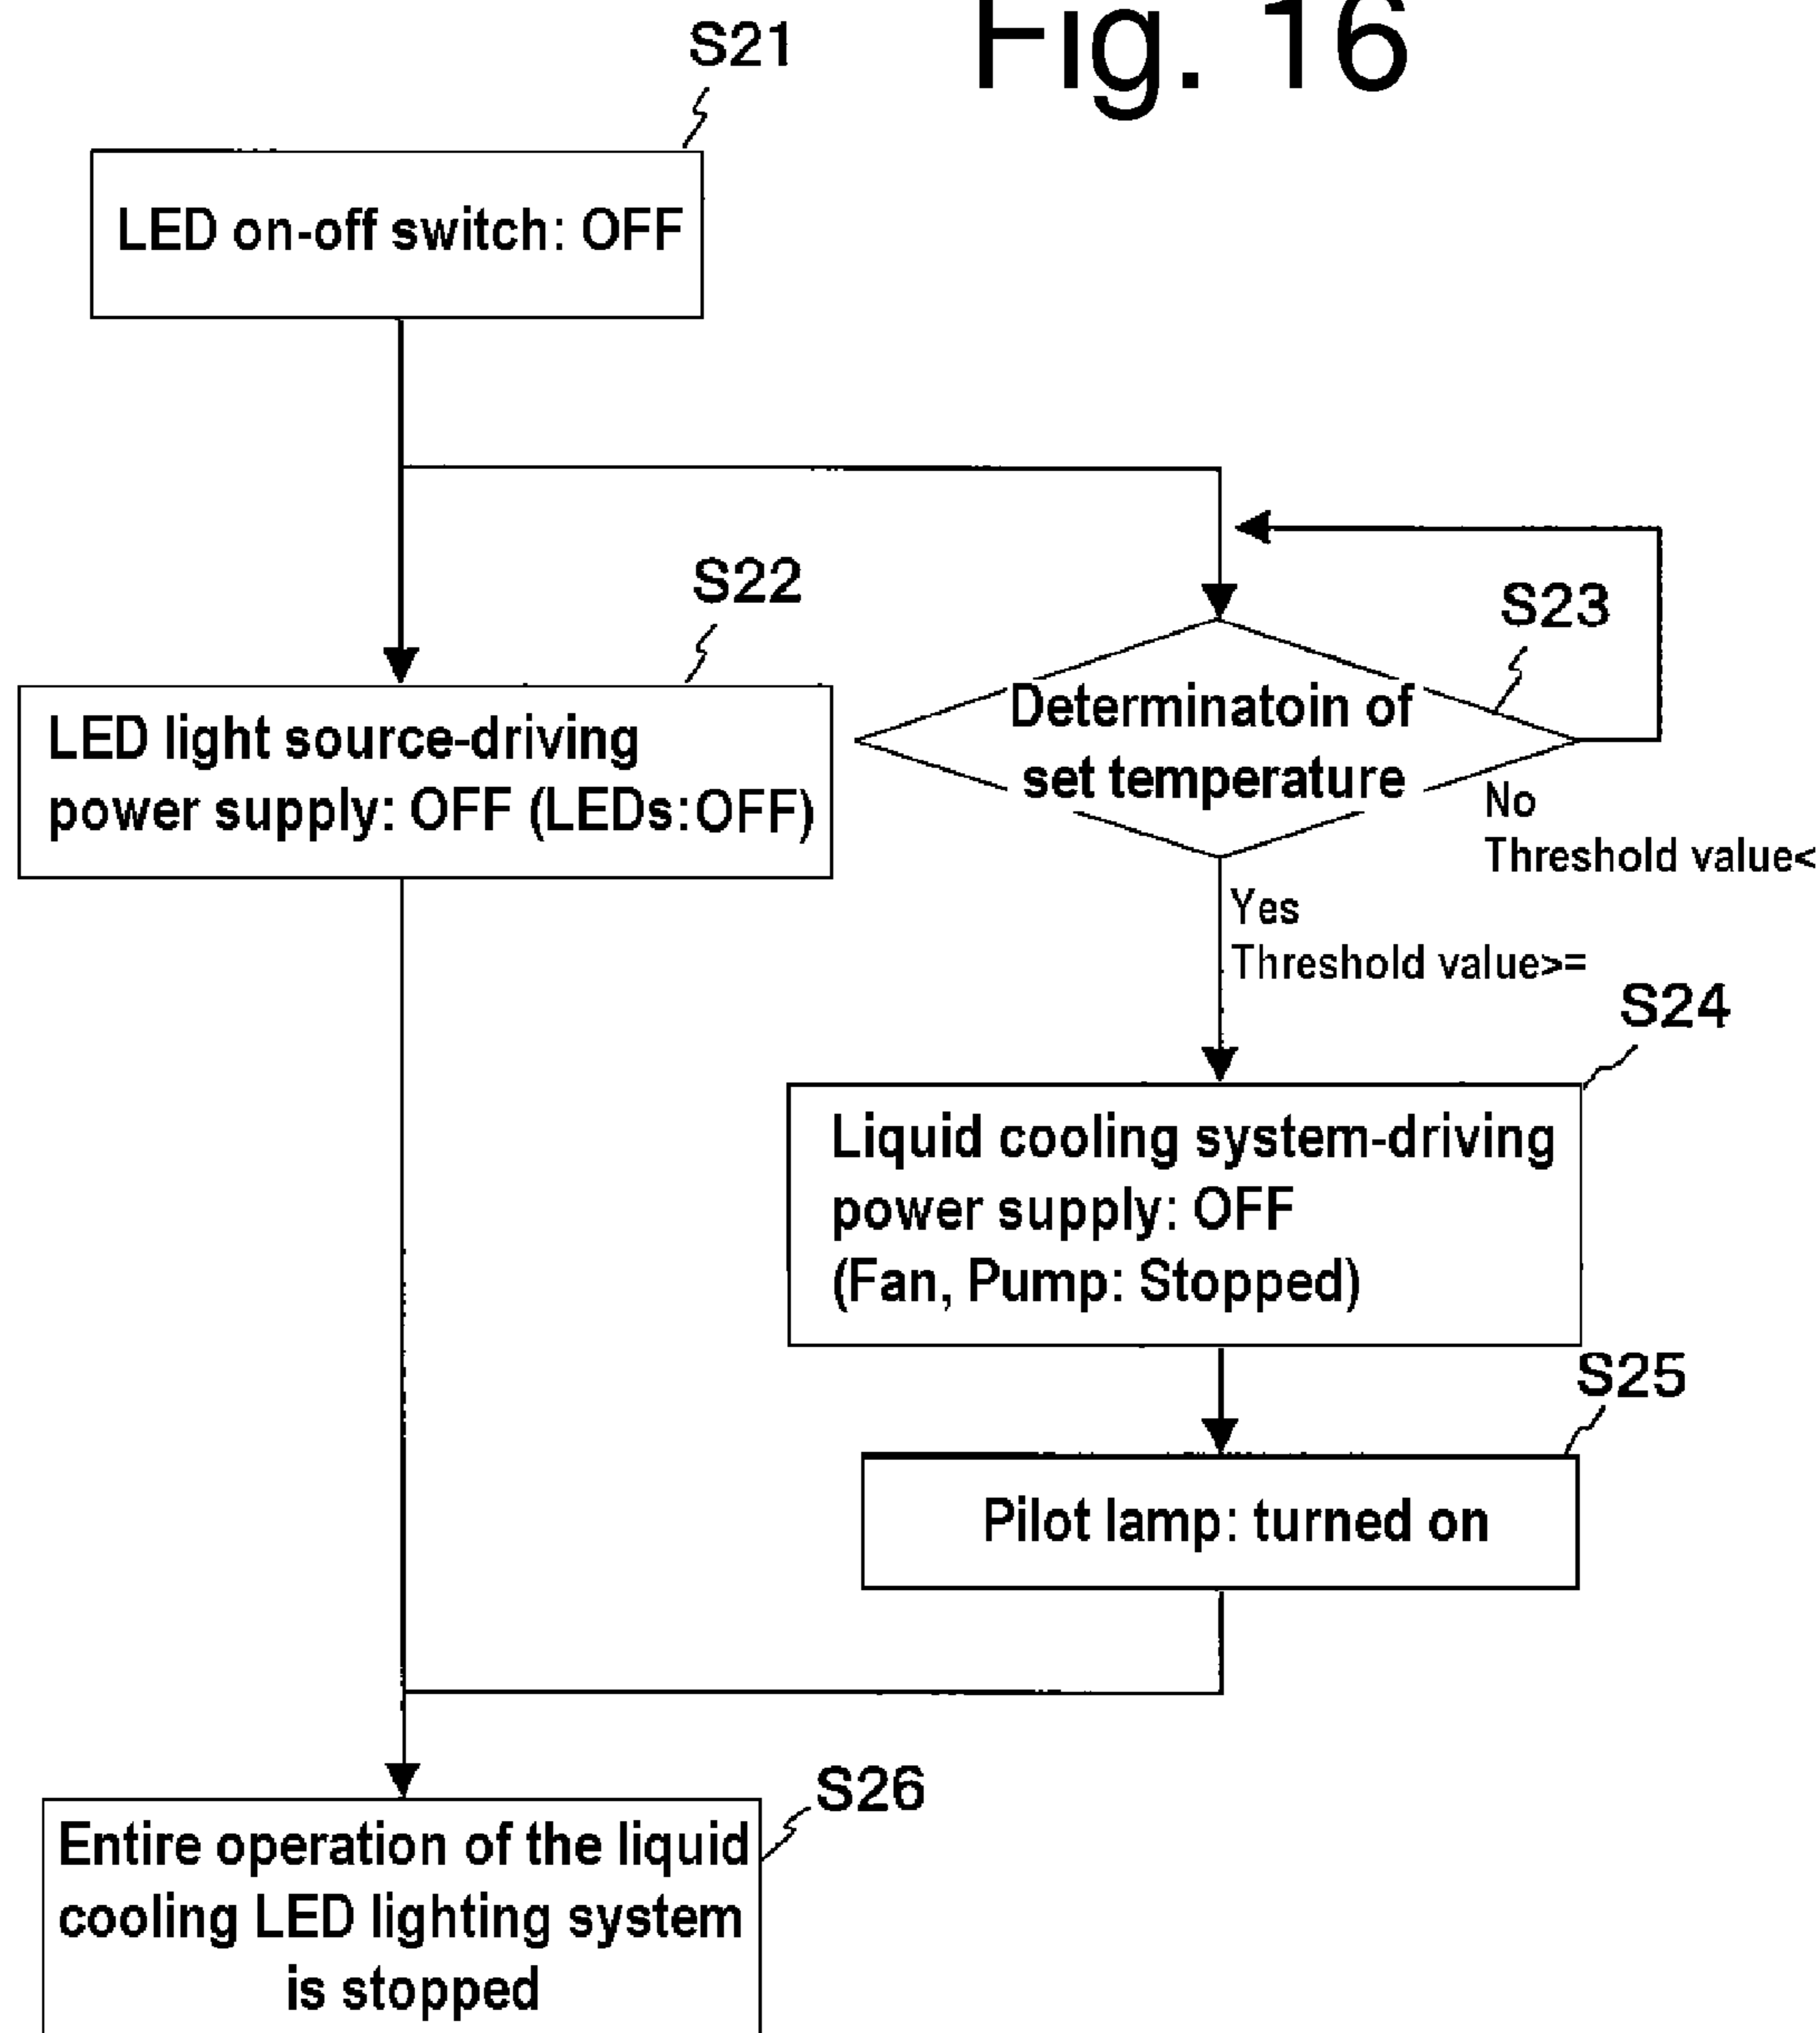 Fig. 16
S21
LED on-off switch: OFF
S22
LED light source-driving
power supply: OFF (LEDs:OFF)
S23
Determinatoin of
set temperature
No
Threshold value<
Yes
Threshold value>=
S24
Liquid cooling system-driving
power supply: OFF
(Fan, Pump: Stopped)
S25
Pilot lamp: turned on
S26
Entire operation of the liquid
cooling LED lighting system
is stopped